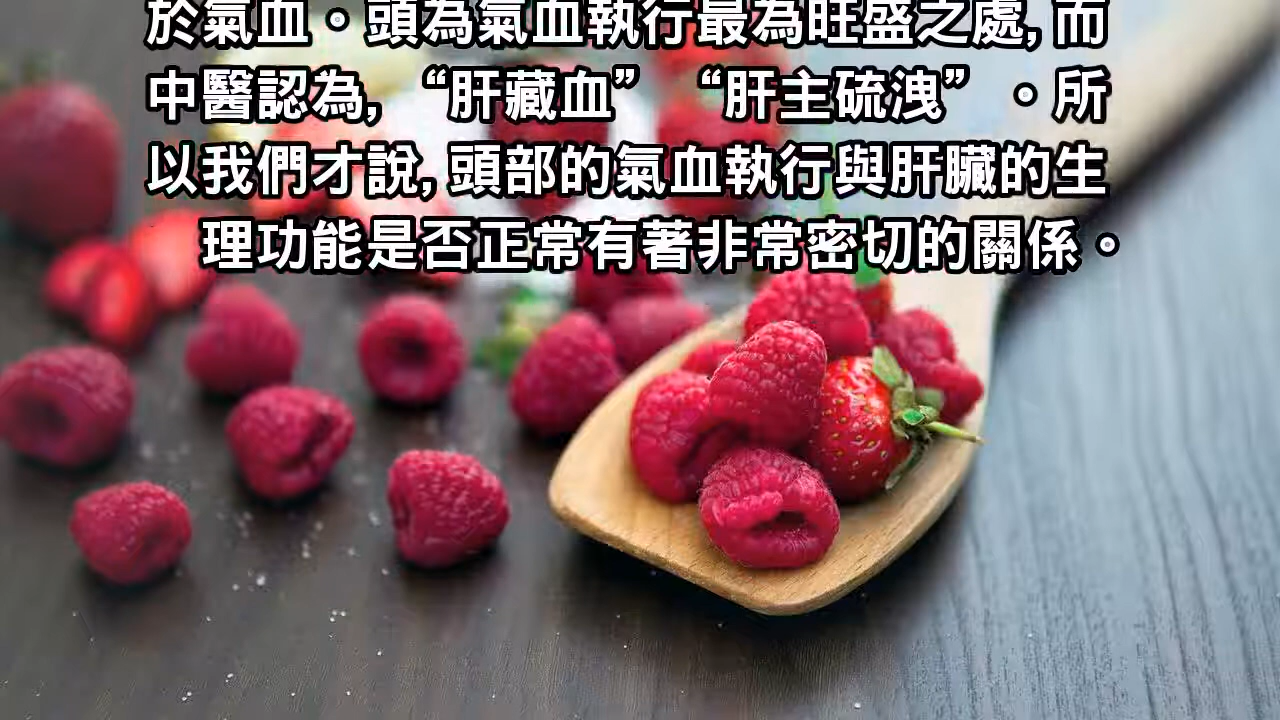 於氣血。頭為氣血執行最為旺盛之處,而
中醫認為,“肝藏血”“肝主硫洩”。所
以我們才說,頭部的氣血執行與肝臟的生
理功能是否正常有著非常密切的關係。